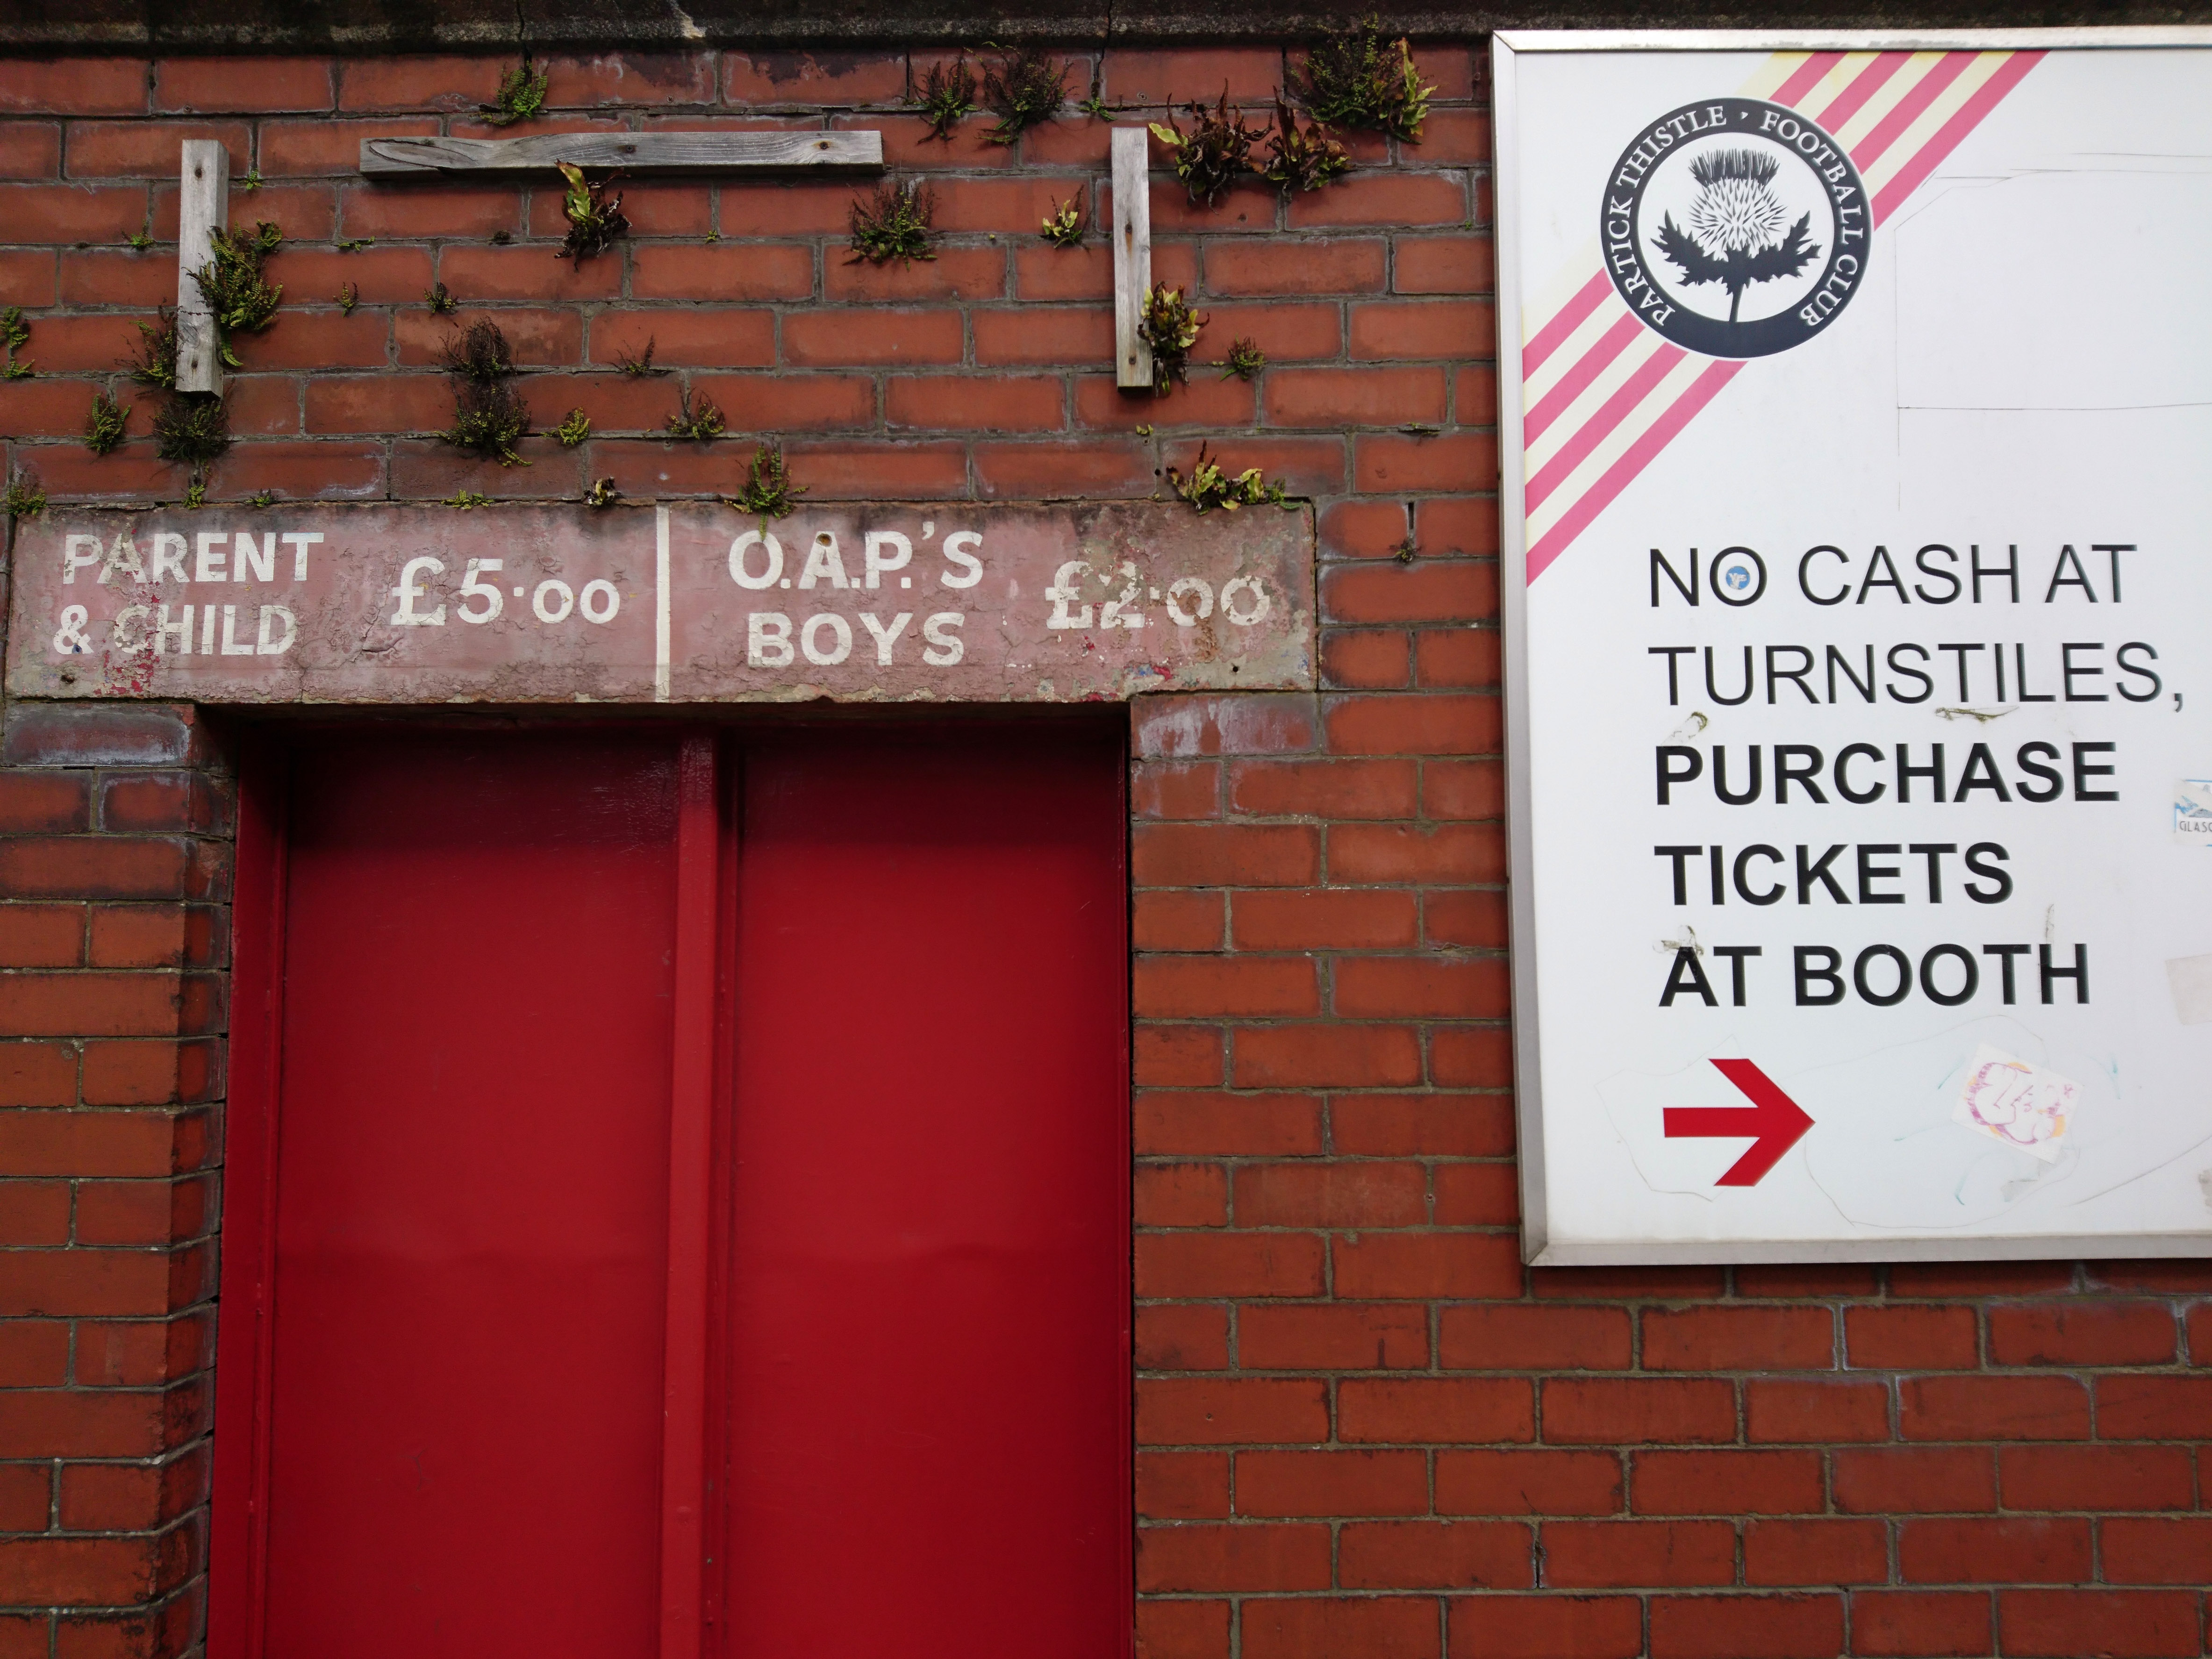 PARENT
& CHILD
£5·00
O.A.P.'S
BOYS
£2·00
PARTICK THISTLE · FOOTBALL CLUB
NO CASH AT
TURNSTILES,
PURCHASE
TICKETS
AT BOOTH